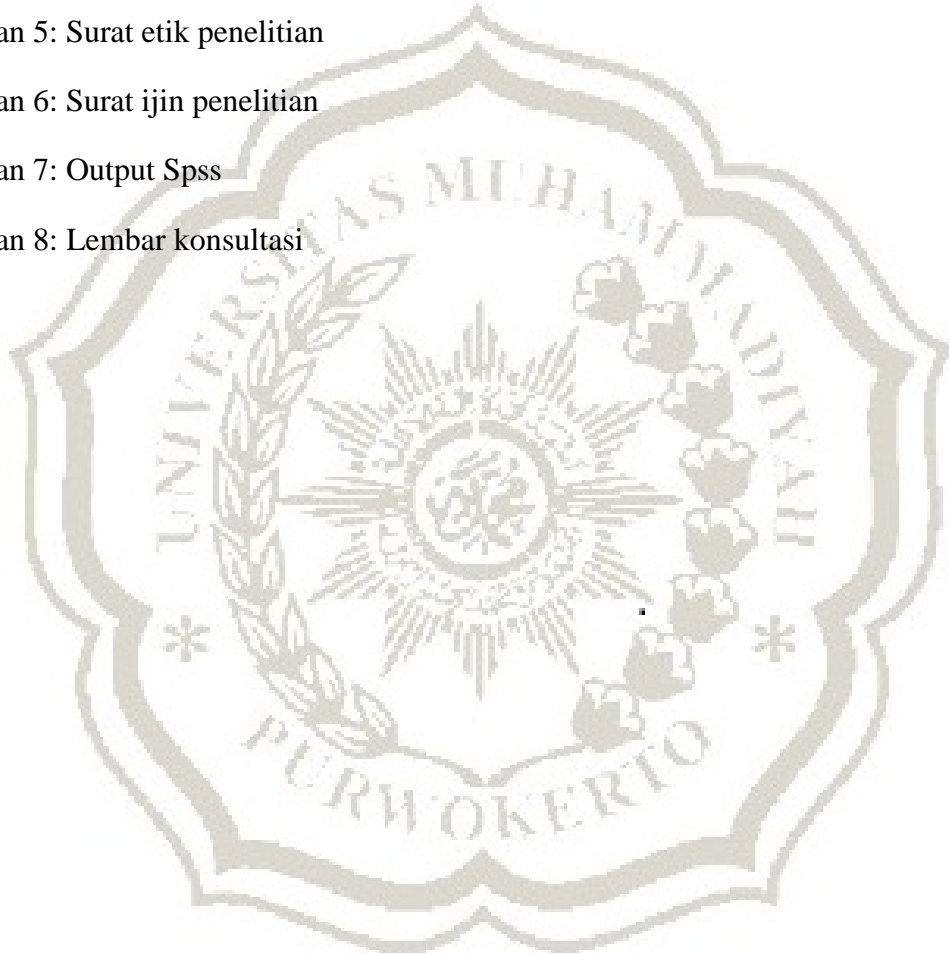 an 5: Surat etik penelitian
an 6: Surat ijin penelitian
an 7: Output Spss
an 8: Lembar konsultasi
UNIVERSITAS MUHAMMADIYAH
PURWOKERTO